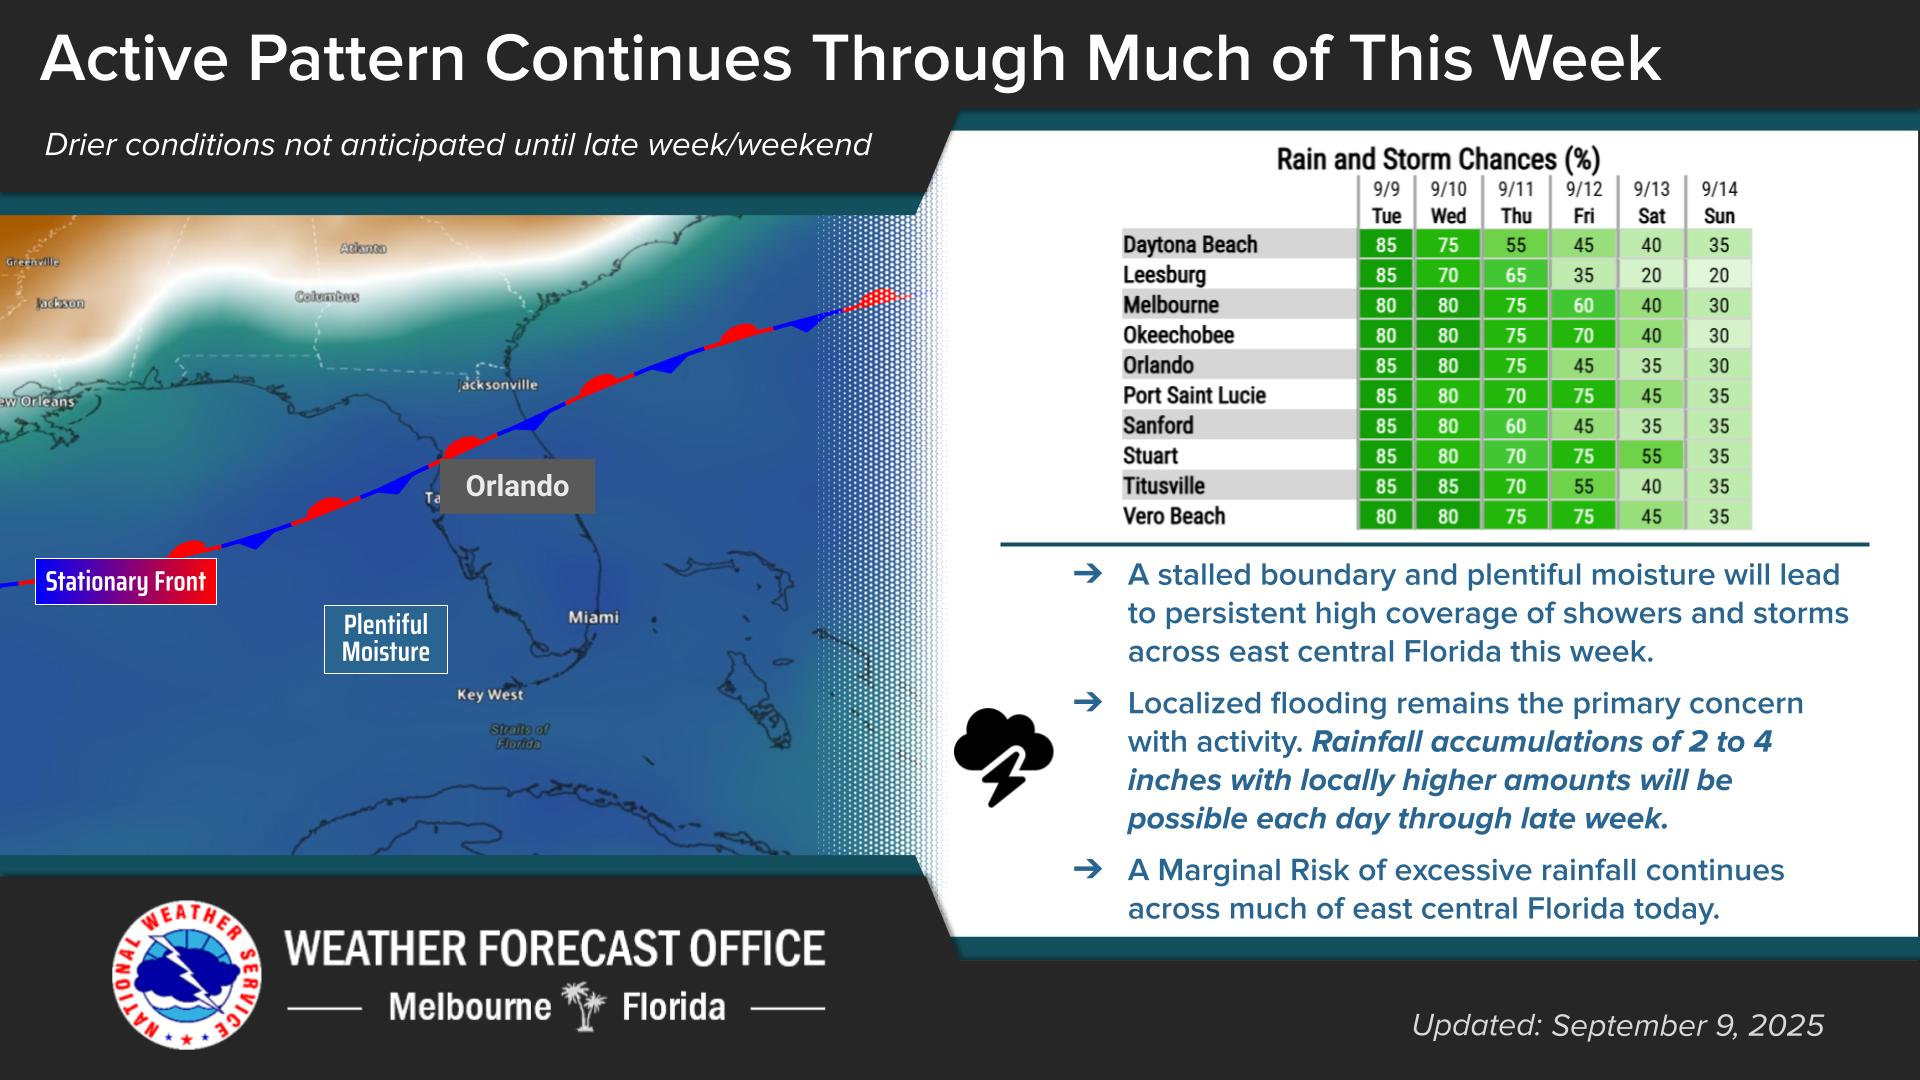 Active Pattern Continues Through Much of This Week
Drier conditions not anticipated until late week/weekend
Greenville
Atlanta
Jackson
Columbus
Jacksonville
ew Orleans
Ta
Orlando
Stationary Front
Plentiful
Moisture
Miami
Key West
Straits of
Florida
Rain and Storm Chances (%)
9/9 9/10 9/11 9/12 9/13 9/14
Tue Wed Thu Fri Sat Sun
Daytona Beach 85 75 55 45 40 35
Leesburg 85 70 65 35 20 20
Melbourne 80 80 75 60 40 30
Okeechobee 80 80 75 70 40 30
Orlando 85 80 75 45 35 30
Port Saint Lucie 85 80 70 75 45 35
Sanford 85 80 60 45 35 35
Stuart 85 80 70 75 55 35
Titusville 85 85 70 55 40 35
Vero Beach 80 80 75 75 45 35
➔ A stalled boundary and plentiful moisture will lead
to persistent high coverage of showers and storms
across east central Florida this week.
➔ Localized flooding remains the primary concern
with activity. Rainfall accumulations of 2 to 4
inches with locally higher amounts will be
possible each day through late week.
➔ A Marginal Risk of excessive rainfall continues
across much of east central Florida today.
NATIONAL WEATHER SERVICE
WEATHER FORECAST OFFICE
Melbourne Florida
Updated: September 9, 2025